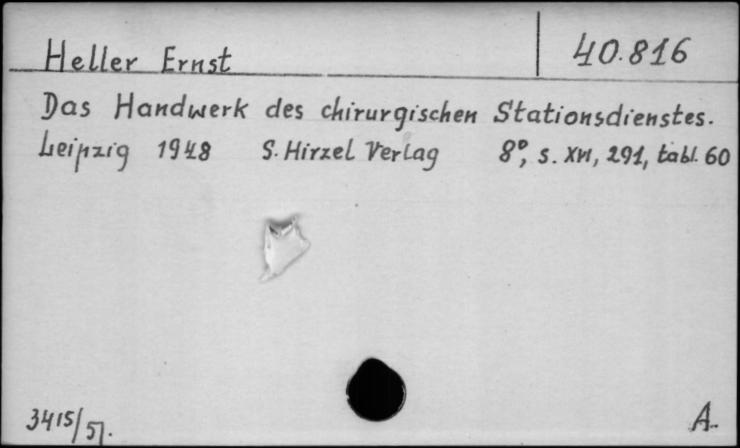 Heller Ernst 40.816
Das Handwerk des chirurgischen Stationsdienstes.
Leipzig 1948 S. Hirzel Verlag 8°, s. XVI, 291, tabl. 60
3415/51.
A.